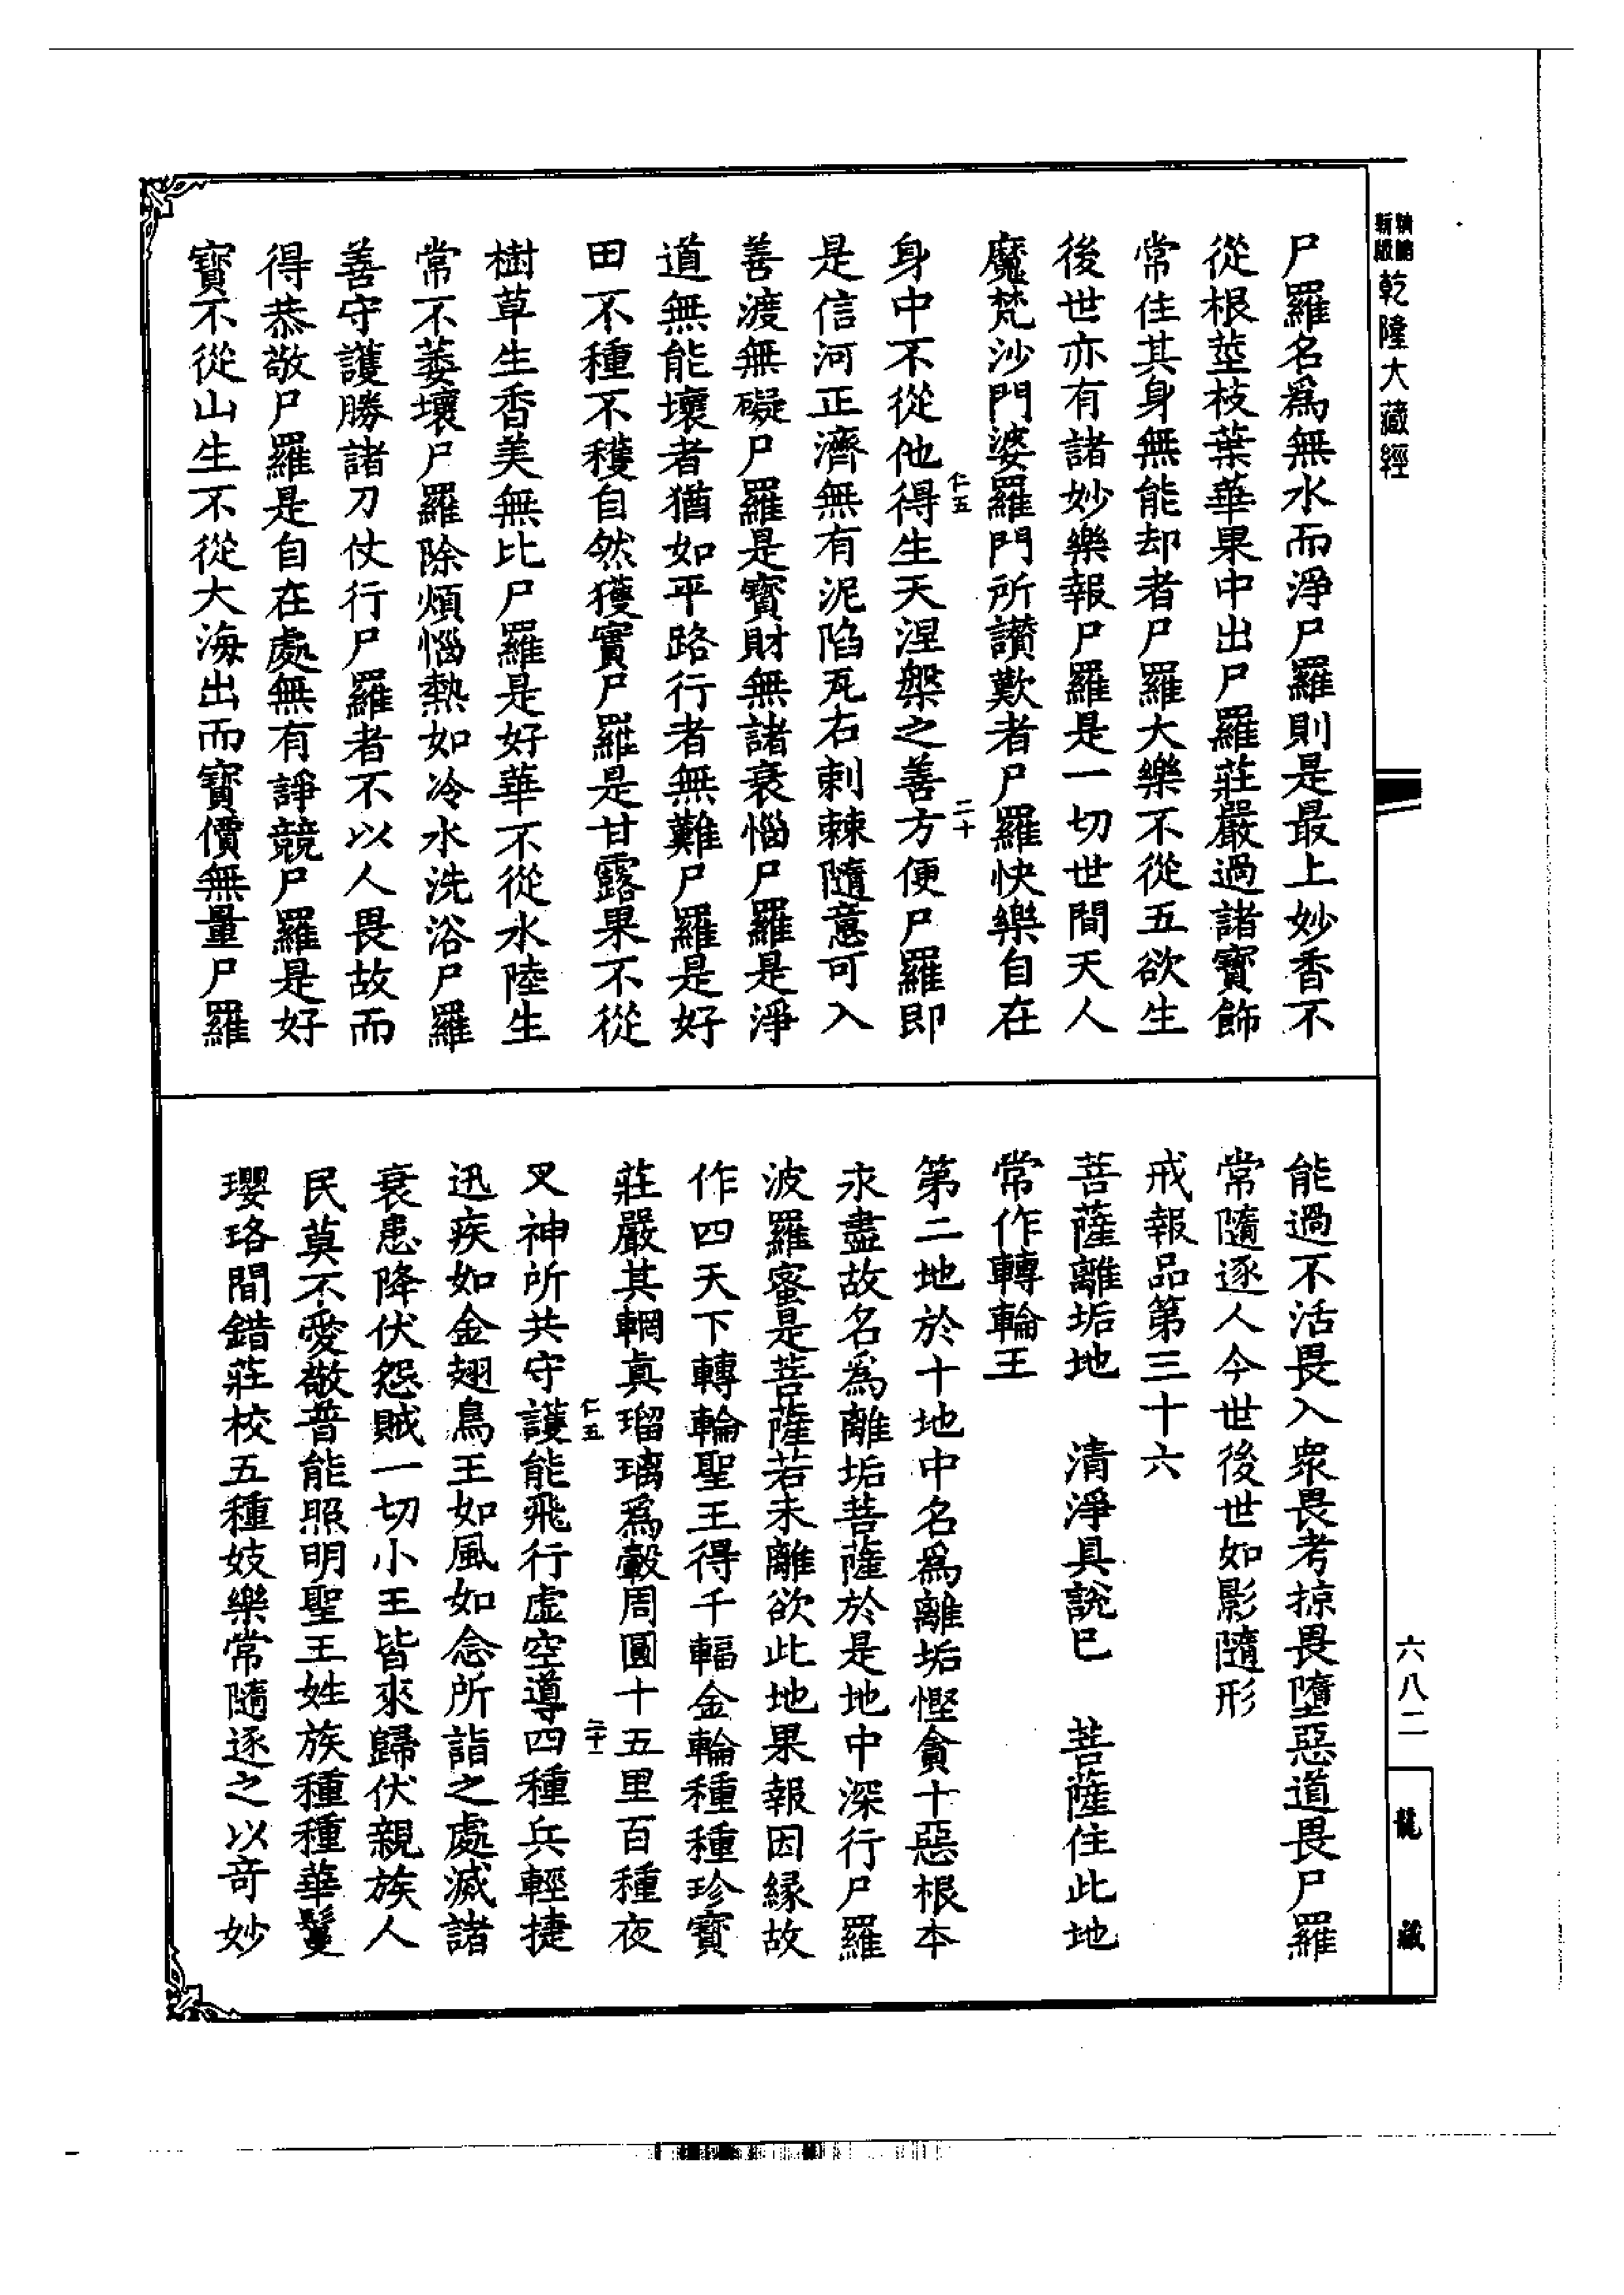 精縮新版乾隆大藏經
尸羅名爲無水而淨尸羅則是最上妙香不
從根莖枝葉華果中出尸羅莊嚴過諸寶飾
常住其身無能却者尸羅大樂不從五欲生
後世亦有諸妙樂報尸羅是一切世間天人
魔梵沙門婆羅門所讃歎者尸羅快樂自在
身中不從他得生天涅槃之善方便尸羅即
仁五
二十
是信河正濟無有泥陷瓦石刺棘隨意可入
善渡無礙尸羅是寶財無諸衰惱尸羅是淨
道無能壞者猶如平路行者無難尸羅是好
田不種不穫自然獲實尸羅是甘露果不從
樹草生香美無比尸羅是好華不從水陸生
常不萎壞尸羅除煩惱熱如冷水洗浴尸羅
善守護勝諸刀仗行尸羅者不以人畏故而
得恭敬尸羅是自在處無有諍競尸羅是好
寶不從山生不從大海出而寶價無量尸羅
能過不活畏入衆畏考掠畏墮惡道畏尸羅
常隨逐人今世後世如影隨形
戒報品第三十六
菩薩離垢地　清淨具說已　菩薩住此地
常作轉輪王
第二地於十地中名爲離垢慳貪十惡根本
永盡故名爲離垢菩薩於是地中深行尸羅
波羅蜜是菩薩若未離欲此地果報因緣故
作四天下轉輪聖王得千輻金輪種種珍寶
莊嚴其輞眞瑠璃爲轂周圓十五里百種夜
仁五
二十一
叉神所共守護能飛行虛空導四種兵輕捷
迅疾如金翅鳥王如風如念所詣之處滅諸
衰患降伏怨賊一切小王皆來歸伏親族人
民莫不愛敬普能照明聖王姓族種種華鬘
瓔珞間錯莊校五種妓樂常隨逐之以奇妙
六八二
龍藏